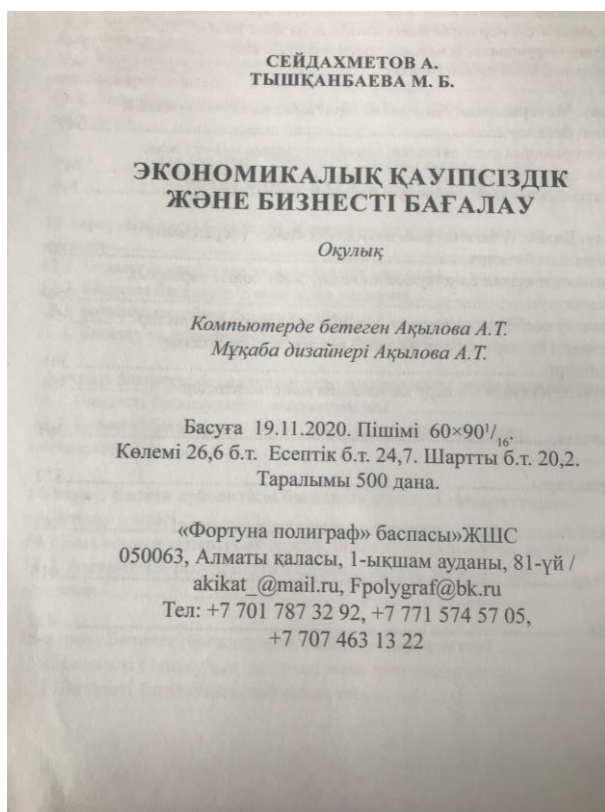 СЕЙДАХМЕТОВ А.
ТЫШҚАНБАЕВА М. Б.
ЭКОНОМИКАЛЫҚ ҚАУІПСІЗДІК
ЖӘНЕ БИЗНЕСТІ БАҒАЛАУ
Оқулық
Компьютерде бетеген Ақылова А.Т.
Мұқаба дизайнері Ақылова А.Т.
Басуға 19.11.2020. Пішімі 60×90¹/₁₆.
Көлемі 26,6 б.т. Есептік б.т. 24,7. Шартты б.т. 20,2.
Таралымы 500 дана.
«Фортуна полиграф» баспасы»ЖШС
050063, Алматы қаласы, 1-ықшам ауданы, 81-үй /
akikat_@mail.ru, Fpolygraf@bk.ru
Тел: +7 701 787 32 92, +7 771 574 57 05,
+7 707 463 13 22